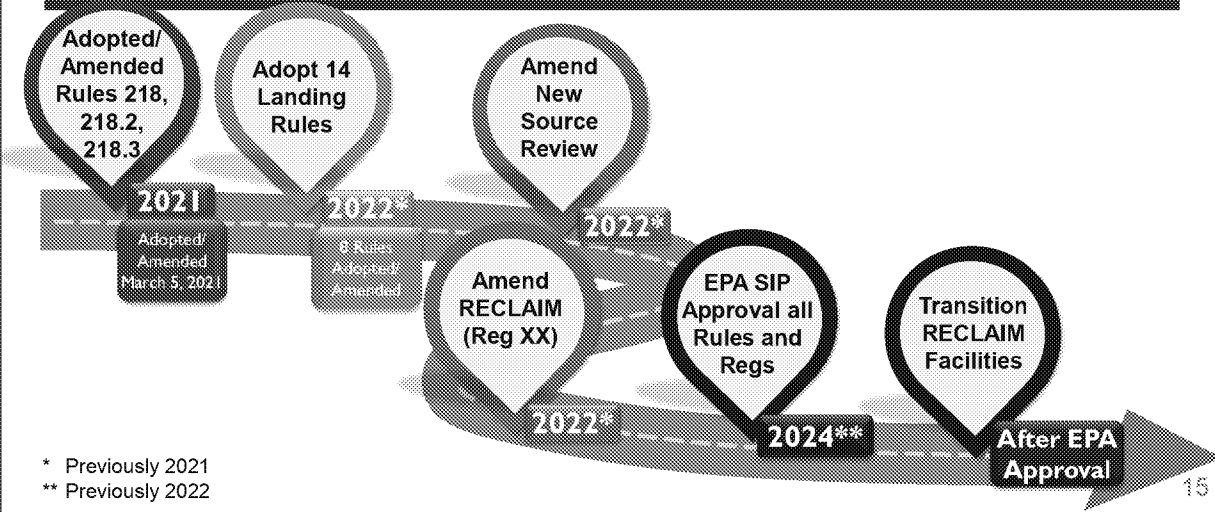 Adopted/
Amended
Rules 218,
218.2,
218.3
2021
Adopted/
Amended
March 5, 2021
Adopt 14
Landing
Rules
2022*
8 Rules
Adopted/
Amended
Amend
New
Source
Review
2022*
Amend
RECLAIM
(Reg XX)
2022*
EPA SIP
Approval all
Rules and
Regs
2024**
Transition
RECLAIM
Facilities
After EPA
Approval
* Previously 2021
** Previously 2022
15